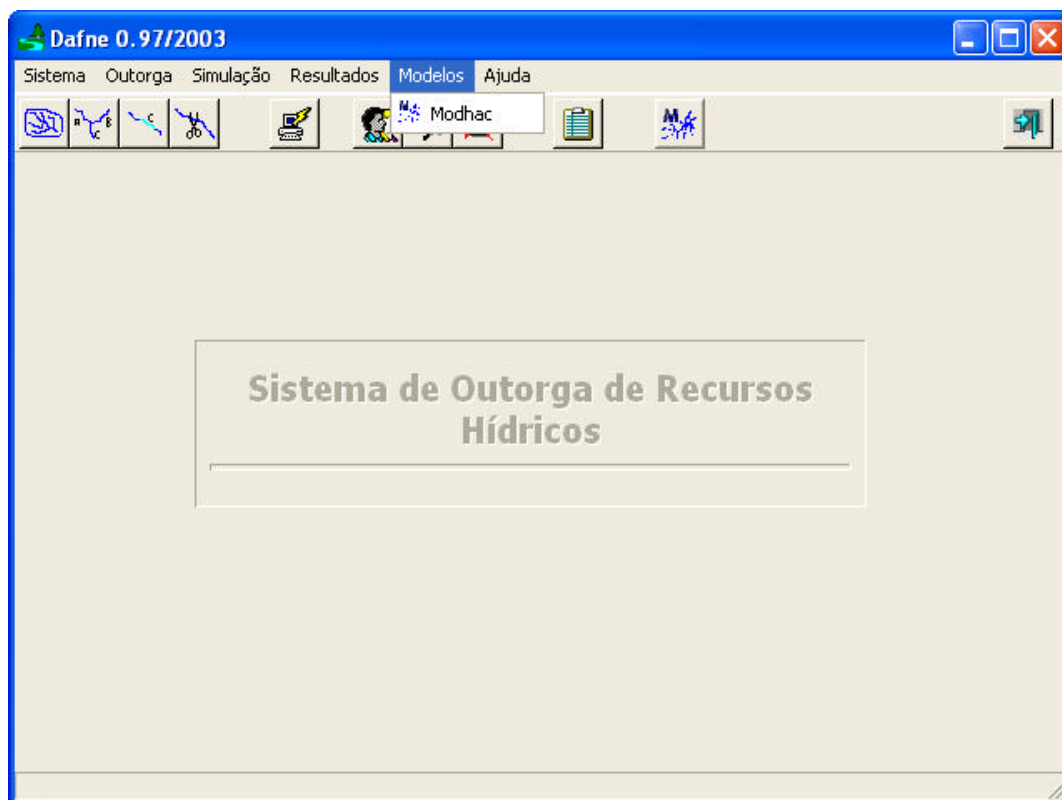 Dafne 0.97/2003
Sistema Outorga Simulação Resultados Modelos Ajuda
Modhac
Sistema de Outorga de Recursos
Hídricos